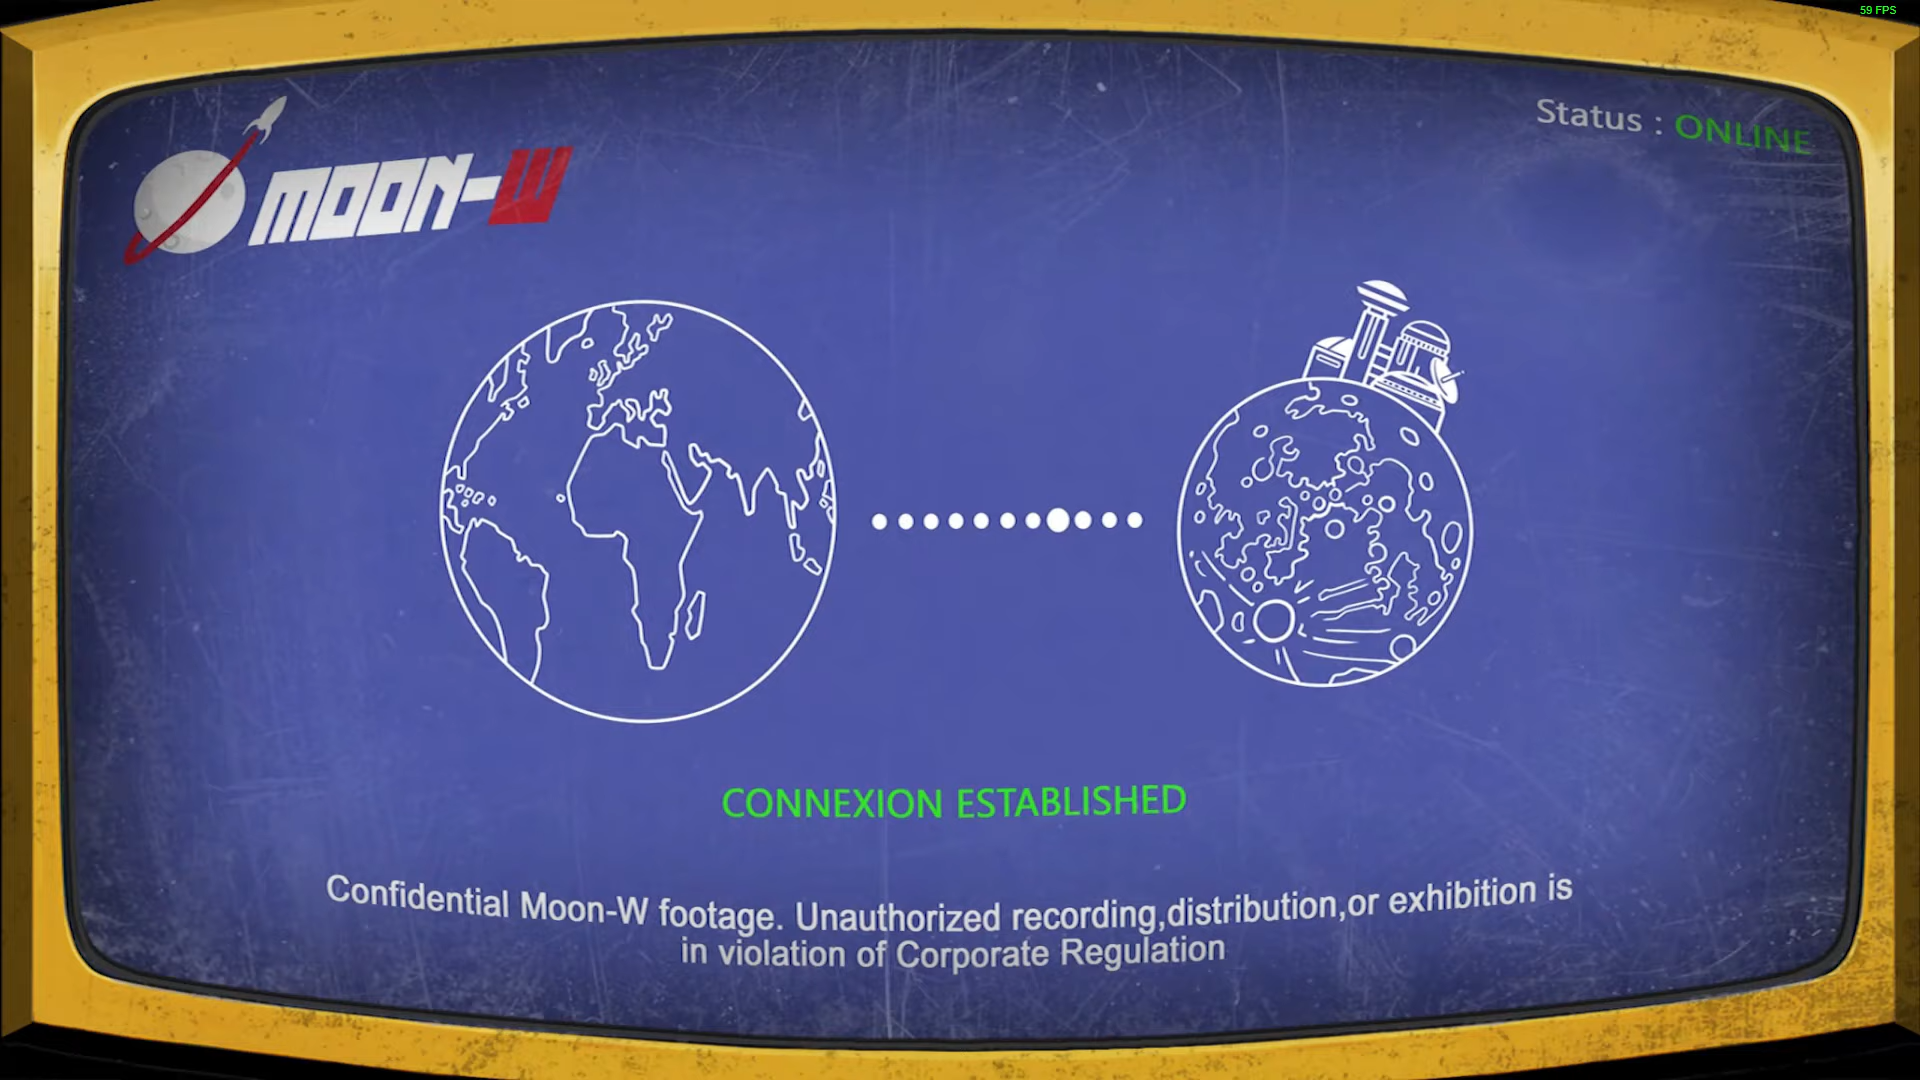 59 FPS
Status : ONLINE
MOON-W
CONNEXION ESTABLISHED
Confidential Moon-W footage. Unauthorized recording,distribution,or exhibition is
in violation of Corporate Regulation